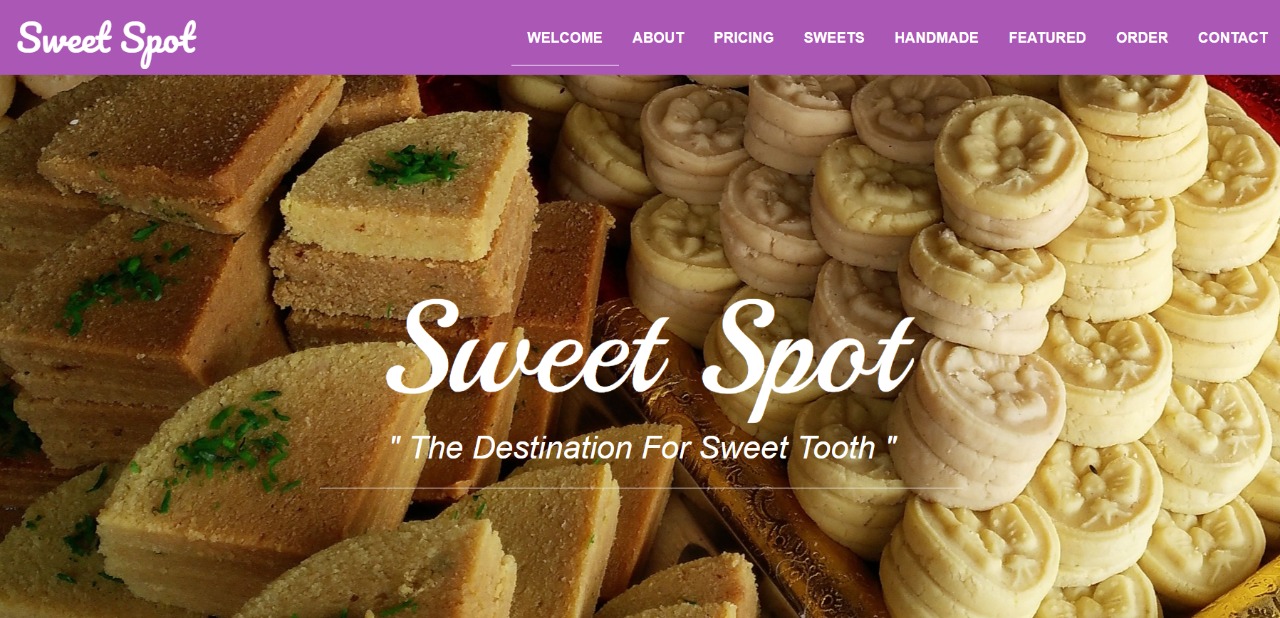 Sweet Spot
WELCOME ABOUT PRICING SWEETS HANDMADE FEATURED ORDER CONTACT
Sweet Spot
" The Destination For Sweet Tooth "